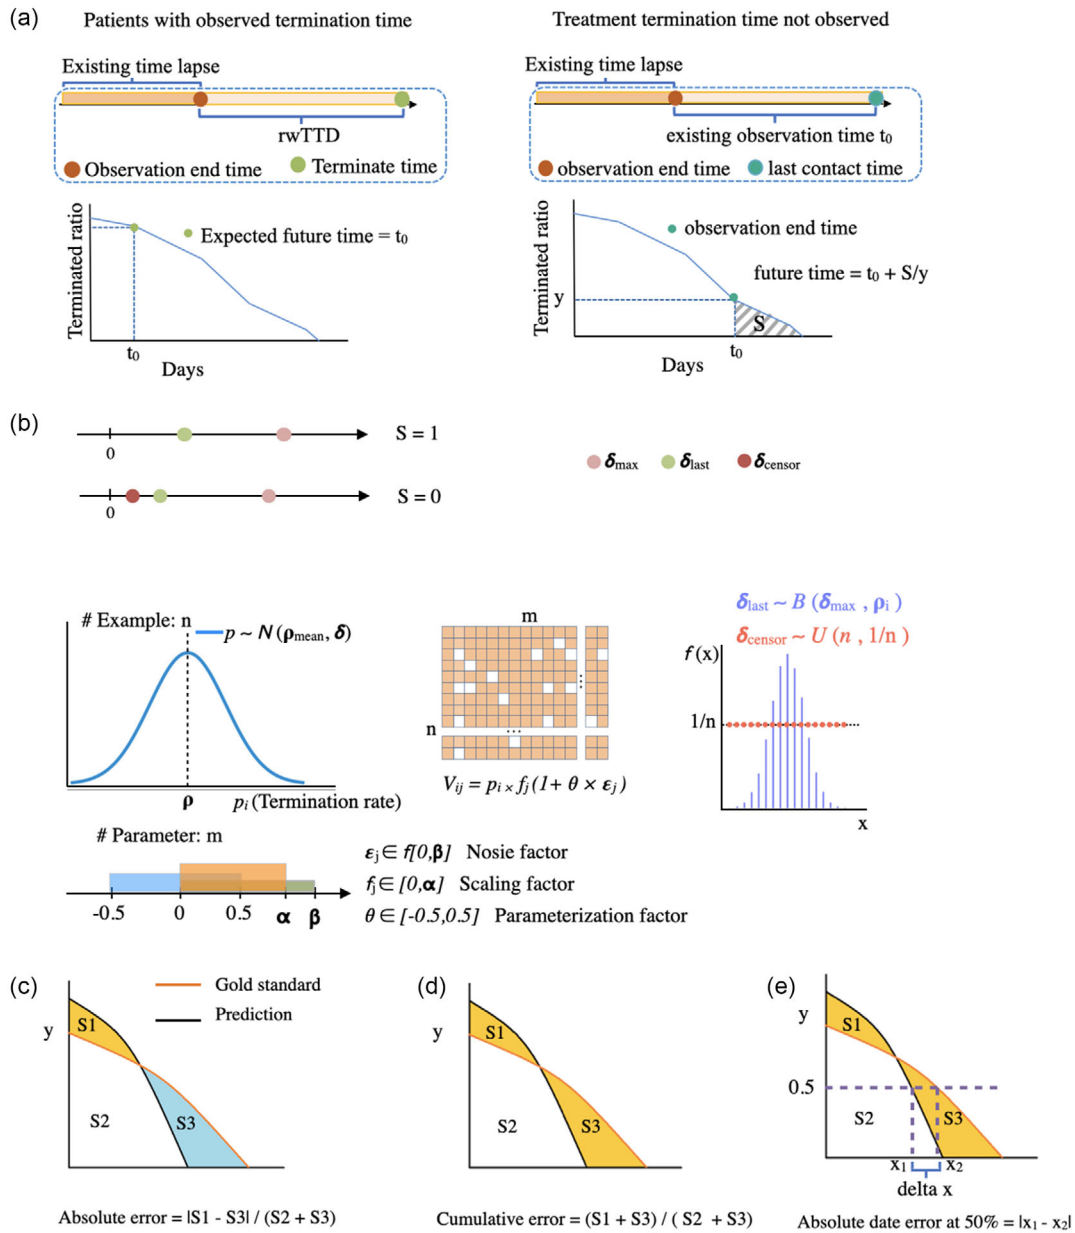 (a)
Patients with observed termination time
Existing time lapse
rwTTD
Observation end time
Terminate time
Terminated ratio
Expected future time = t0
t0
Days
Treatment termination time not observed
Existing time lapse
existing observation time t0
observation end time
last contact time
Terminated ratio
observation end time
future time = t0 + S/y
y
S
t0
Days
(b)
0
S = 1
0
S = 0
δmax
δlast
δcensor
# Example: n
p ~ N (ρmean, δ)
ρ
pi (Termination rate)
m
n
...
...
Vij = pi × fj (1+ θ × εj)
δlast ~ B (δmax , ρi )
δcensor ~ U (n , 1/n )
f (x)
1/n
x
# Parameter: m
-0.5
0
0.5
α
β
εj ∈ f[0,β] Nosie factor
fj ∈ [0,α] Scaling factor
θ ∈ [-0.5,0.5] Parameterization factor
(c)
Gold standard
Prediction
y
S1
S2
S3
Absolute error = |S1 - S3| / (S2 + S3)
(d)
y
S1
S2
S3
Cumulative error = (S1 + S3) / ( S2 + S3)
(e)
y
S1
0.5
S2
S3
x1
x2
delta x
Absolute date error at 50% = |x1 - x2|